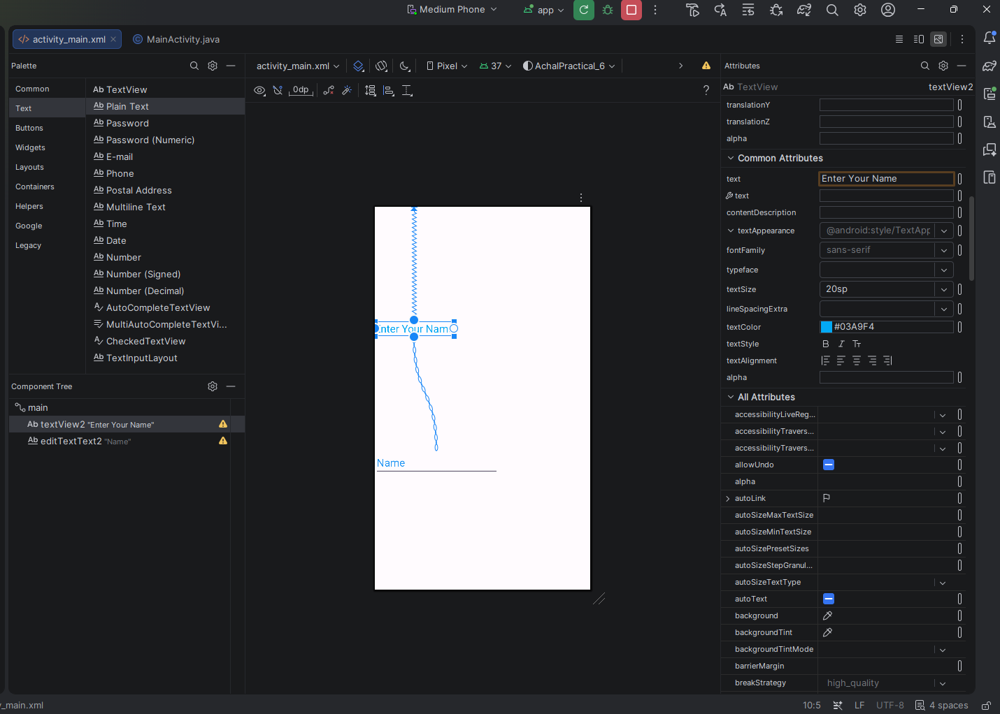 Medium Phone
app
activity_main.xml
MainActivity.java
Palette
activity_main.xml
Pixel
37
AchalPractical_6
Attributes
0dp
?
Ab TextView
textView2
Common
Text
Buttons
Widgets
Layouts
Containers
Helpers
Google
Legacy
Ab TextView
Ab Plain Text
Ab Password
Ab Password (Numeric)
Ab E-mail
Ab Phone
Ab Postal Address
Ab Multiline Text
Ab Time
Ab Date
Ab Number
Ab Number (Signed)
Ab Number (Decimal)
AutoCompleteTextView
MultiAutoCompleteTextVi...
CheckedTextView
Ab TextInputLayout
Component Tree
main
Ab textView2 "Enter Your Name"
Ab editTextText2 "Name"
Enter Your Nam
Name
translationY
translationZ
alpha
Common Attributes
text Enter Your Name
text
contentDescription
textAppearance @android:style/TextApp
fontFamily sans-serif
typeface
textSize 20sp
lineSpacingExtra
textColor #03A9F4
textStyle B I Tт
textAlignment
alpha
All Attributes
accessibilityLiveReg...
accessibilityTravers...
accessibilityTravers...
allowUndo
alpha
autoLink
autoSizeMaxTextSize
autoSizeMinTextSize
autoSizePresetSizes
autoSizeStepGranul...
autoSizeTextType
autoText
background
backgroundTint
backgroundTintMode
barrierMargin
breakStrategy high_quality
_main.xml
10:5 LF UTF-8 4 spaces